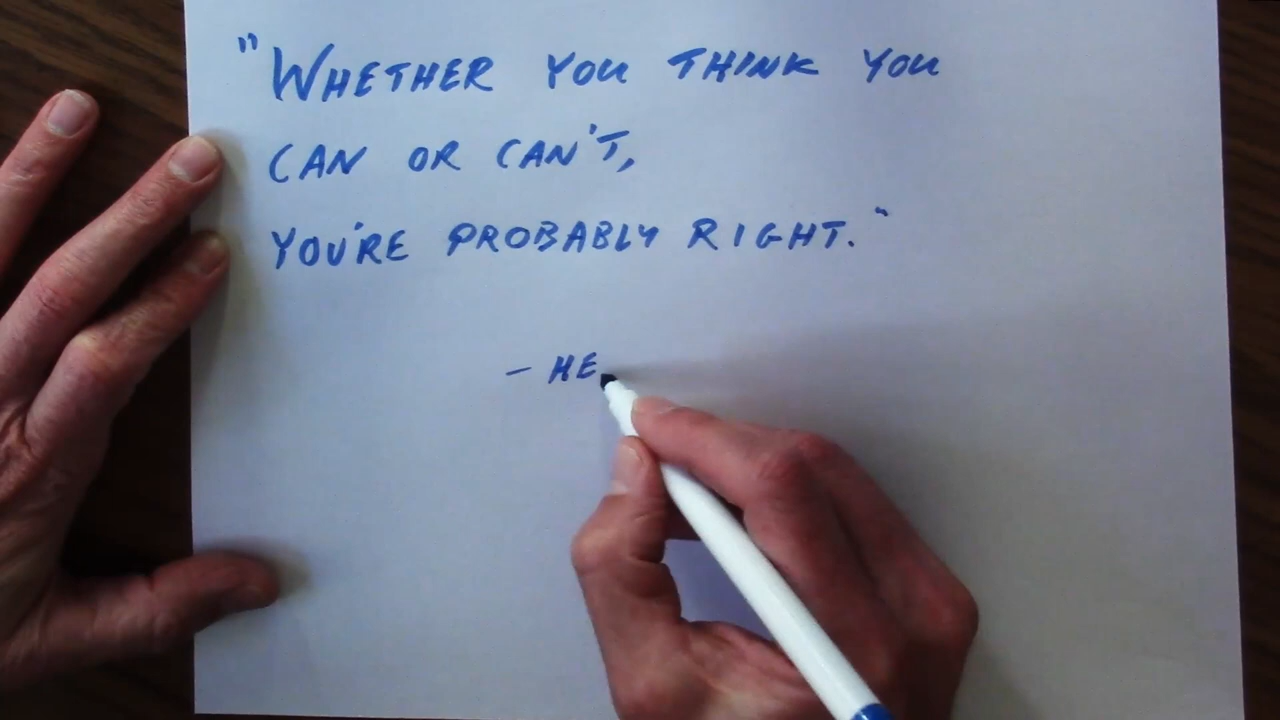 "WHETHER YOU THINK YOU
CAN OR CAN'T,
YOU'RE PROBABLY RIGHT."
- HE